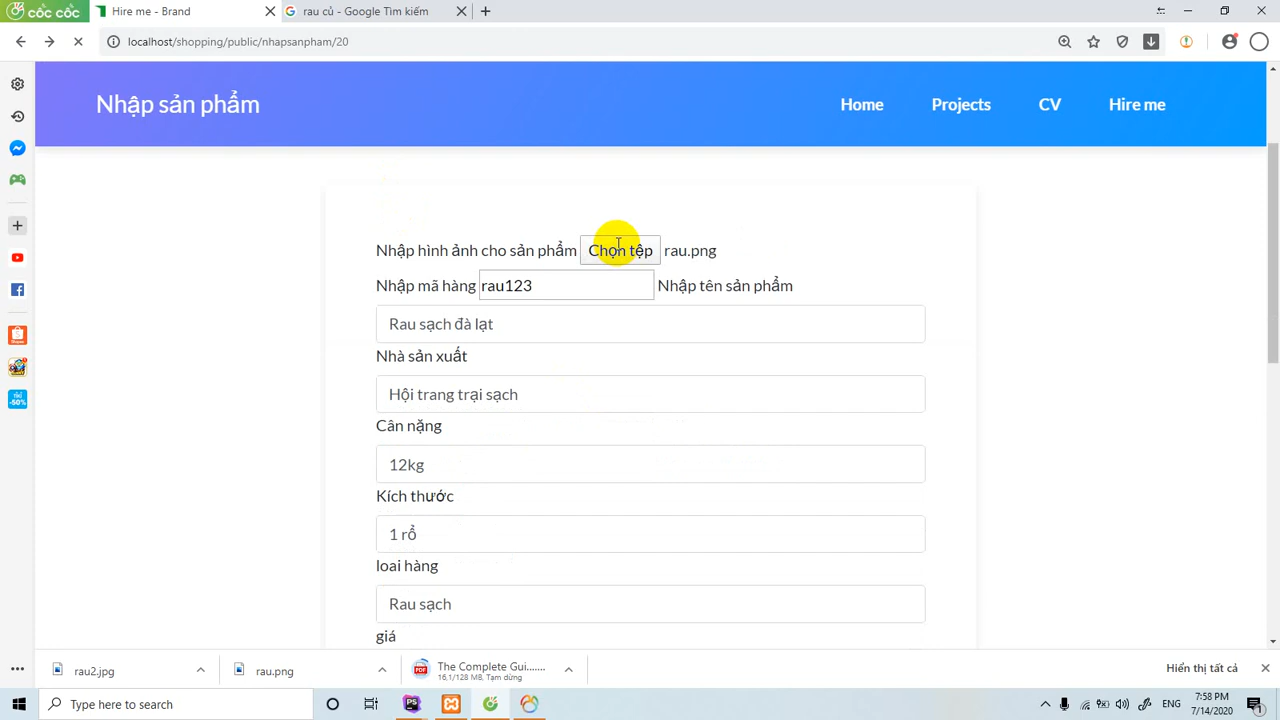 CỐC CỐC Hire me - Brand rau củ - Google Tìm kiếm
localhost/shopping/public/nhapsanpham/20
Nhập sản phẩm Home Projects CV Hire me
Nhập hình ảnh cho sản phẩm Chọn tệp rau.png
Nhập mã hàng rau123 Nhập tên sản phẩm
Rau sạch đà lạt
Nhà sản xuất
Hội trang trại sạch
Cân nặng
12kg
Kích thước
1 rổ
loai hàng
Rau sạch
giá
rau2.jpg rau.png The Complete Gui.......
16,1/128 MB, Tạm dừng
Hiển thị tất cả
Type here to search
ENG 7:58 PM
7/14/2020